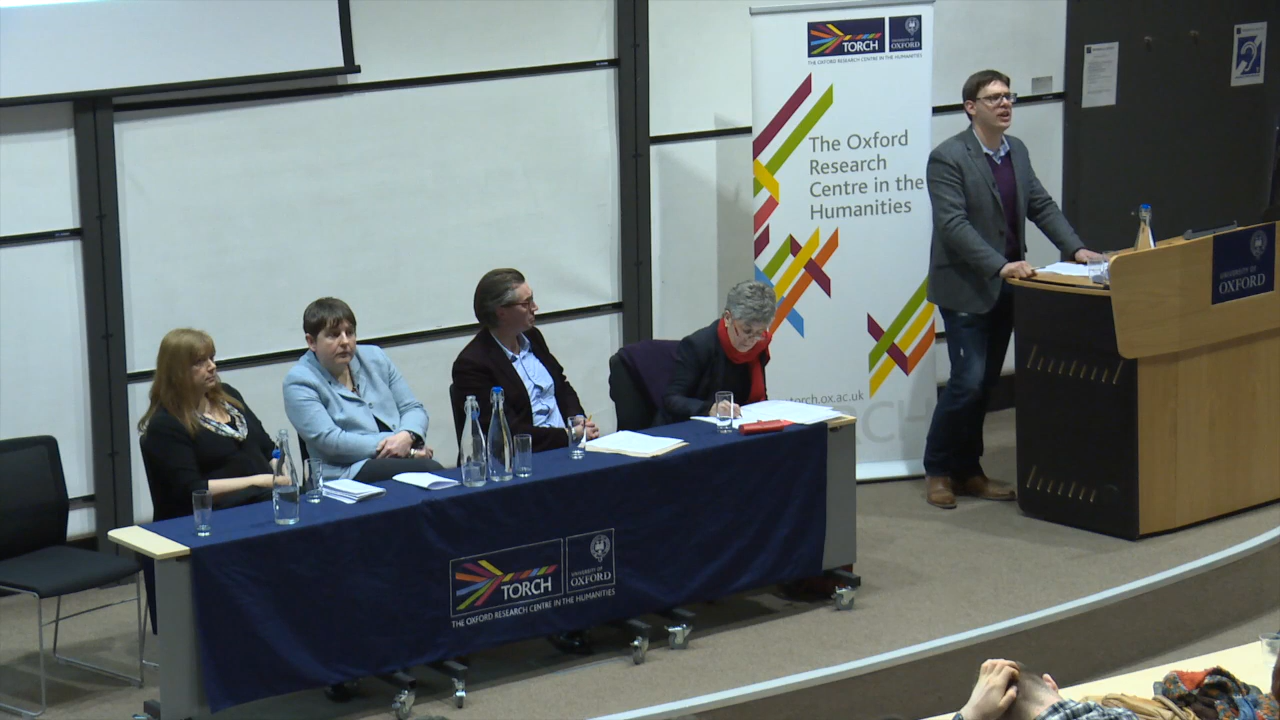 TORCH
UNIVERSITY OF
OXFORD
THE OXFORD RESEARCH CENTRE IN THE HUMANITIES
The Oxford
Research
Centre in the
Humanities
torch.ox.ac.uk
UNIVERSITY OF
OXFORD
TORCH
UNIVERSITY OF
OXFORD
THE OXFORD RESEARCH CENTRE IN THE HUMANITIES